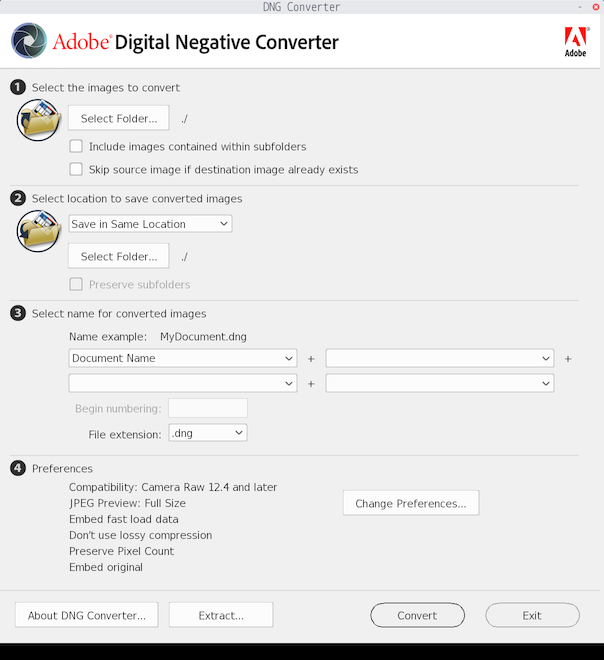 DNG Converter
Adobe® Digital Negative Converter
Adobe
1 Select the images to convert
Select Folder... ./
Include images contained within subfolders
Skip source image if destination image already exists
2 Select location to save converted images
Save in Same Location
Select Folder... ./
Preserve subfolders
3 Select name for converted images
Name example: MyDocument.dng
Document Name + +
+
Begin numbering:
File extension: .dng
4 Preferences
Compatibility: Camera Raw 12.4 and later
JPEG Preview: Full Size
Embed fast load data
Don't use lossy compression
Preserve Pixel Count
Embed original
Change Preferences...
About DNG Converter... Extract... Convert Exit